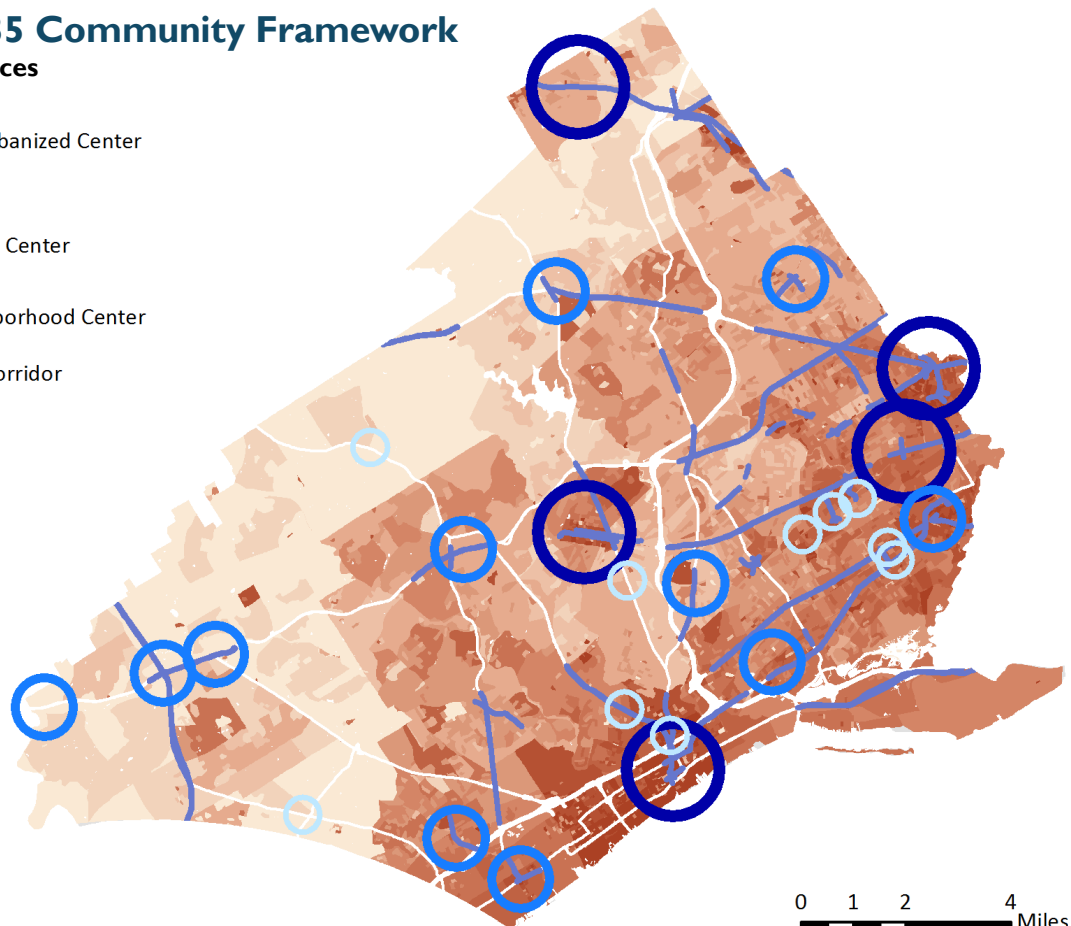 35 Community Framework
ces
banized Center
Center
borhood Center
orridor
0 1 2 4
Miles